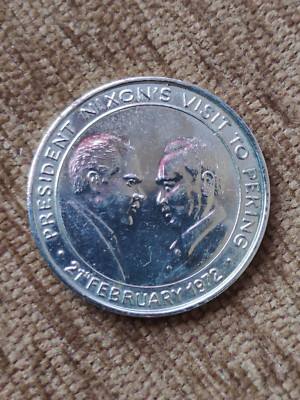 PRESIDENT NIXON'S VISIT TO PEKING
· 21ST FEBRUARY 1972 ·